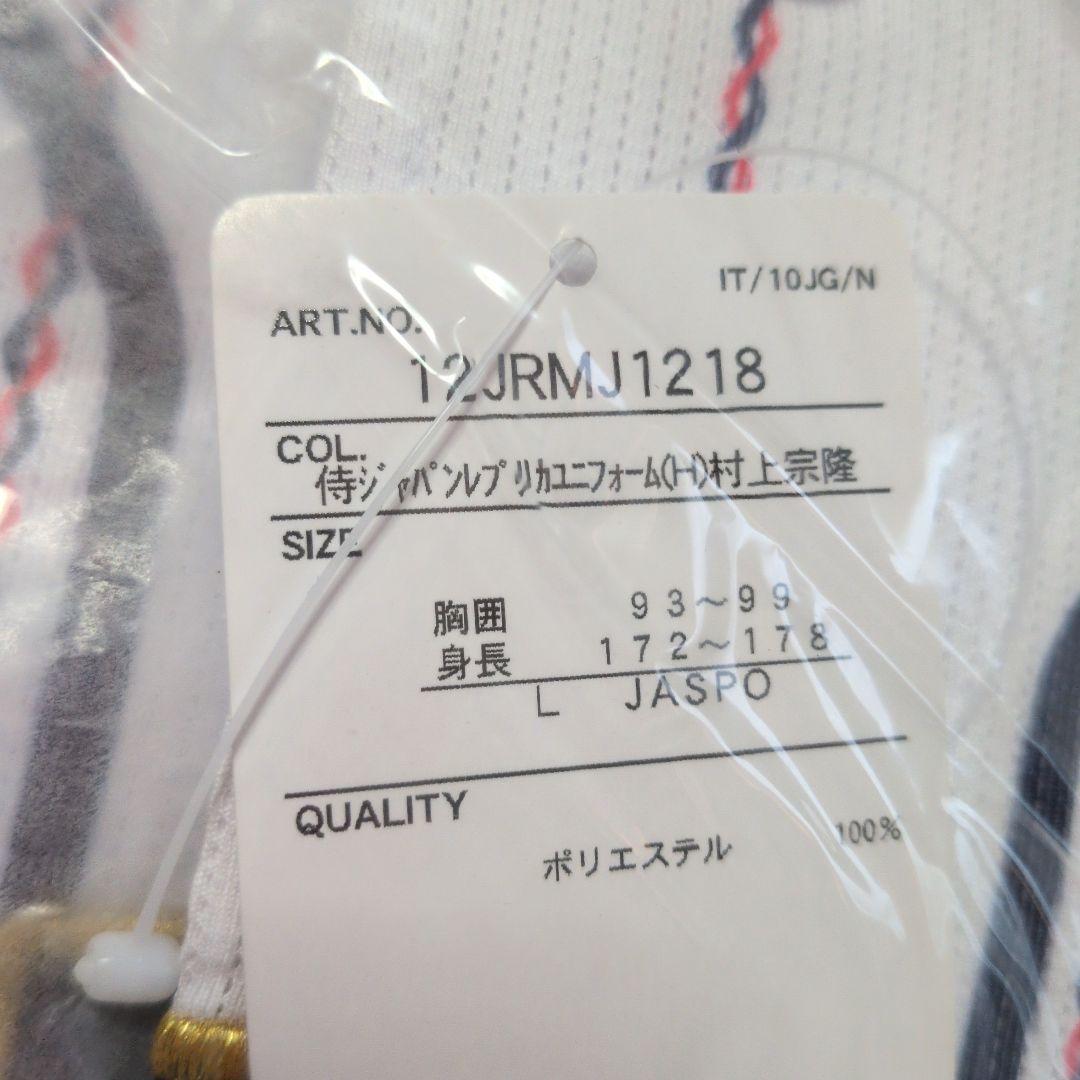 IT/10JG/N
ART.NO.
12JRMJ1218
COL.
侍ジャパンレプリカユニフォーム(H)村上宗隆
SIZE
胸囲 93~99
身長 172~178
L JASPO
QUALITY
ポリエステル 100%